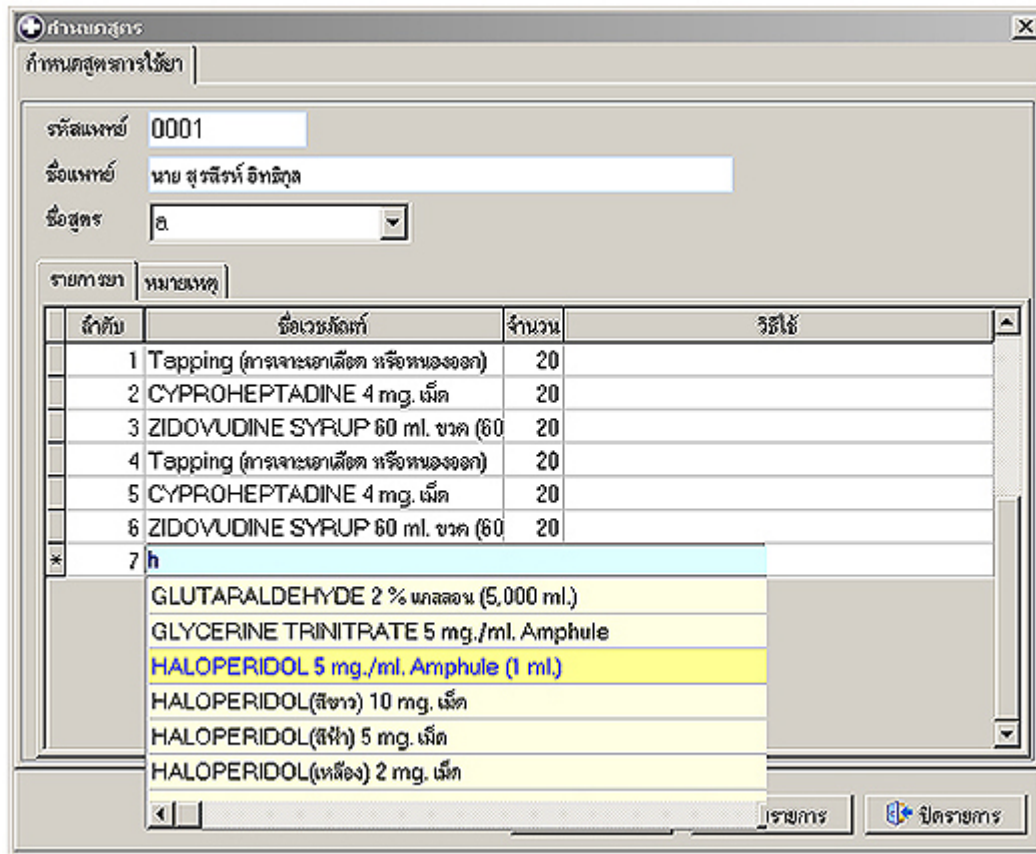 กำหนดสูตร
กำหนดสูตรการใช้ยา
รหัสแพทย์ 0001
ชื่อแพทย์ นาย สุรสีรห์ อิทธิกุล
ชื่อสูตร a
รายการยา หมายเหตุ
ลำดับ ชื่อเวชภัณฑ์ จำนวน วิธีใช้
1 Tapping (การเจาะเอาเลือด หรือหนองออก) 20
2 CYPROHEPTADINE 4 mg. เม็ด 20
3 ZIDOVUDINE SYRUP 60 ml. ขวด (60 20
4 Tapping (การเจาะเอาเลือด หรือหนองออก) 20
5 CYPROHEPTADINE 4 mg. เม็ด 20
6 ZIDOVUDINE SYRUP 60 ml. ขวด (60 20
* 7 h
GLUTARALDEHYDE 2 % แกลลอน (5,000 ml.)
GLYCERINE TRINITRATE 5 mg./ml. Amphule
HALOPERIDOL 5 mg./ml. Amphule (1 ml.)
HALOPERIDOL(สีขาว) 10 mg. เม็ด
HALOPERIDOL(สีฟ้า) 5 mg. เม็ด
HALOPERIDOL(เหลือง) 2 mg. เม็ด
รายการ ปิดรายการ